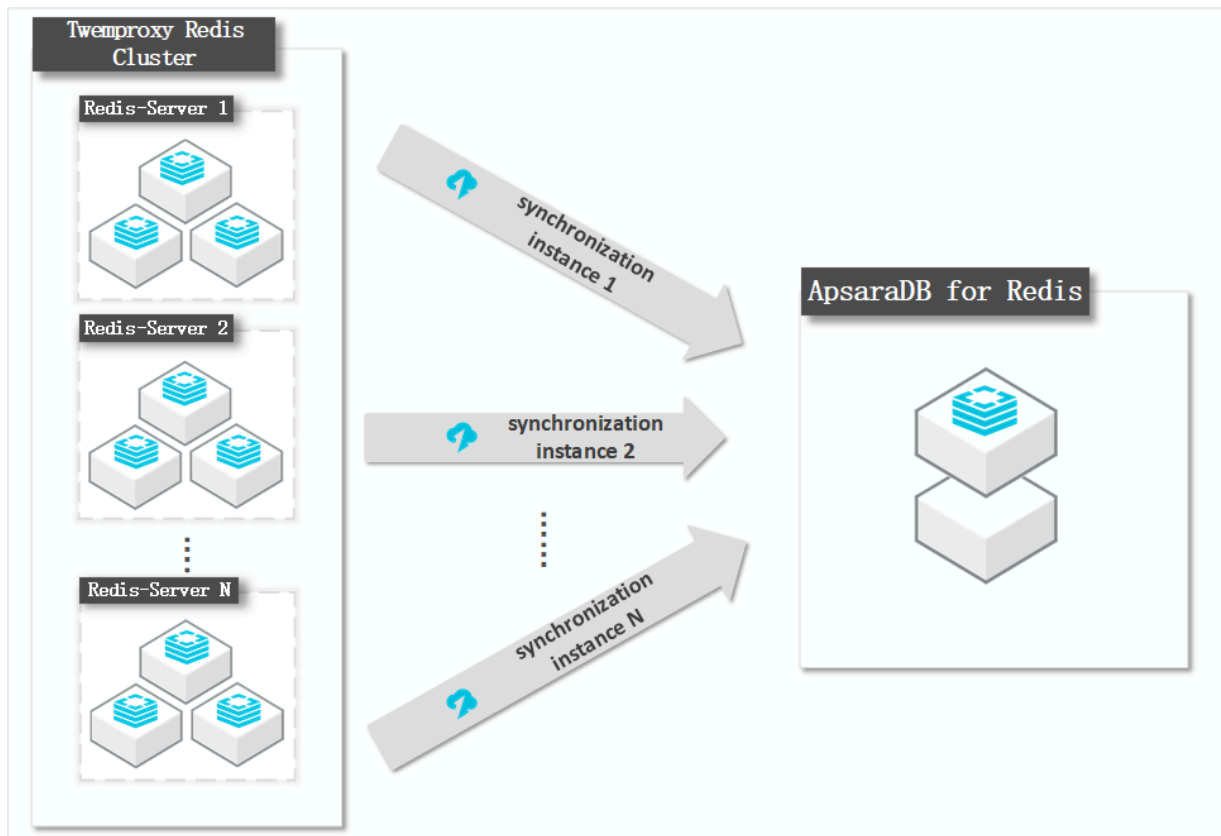 Twemproxy Redis
Cluster
Redis-Server 1
synchronization
instance 1
ApsaraDB for Redis
Redis-Server 2
synchronization
instance 2
Redis-Server N
synchronization
instance N